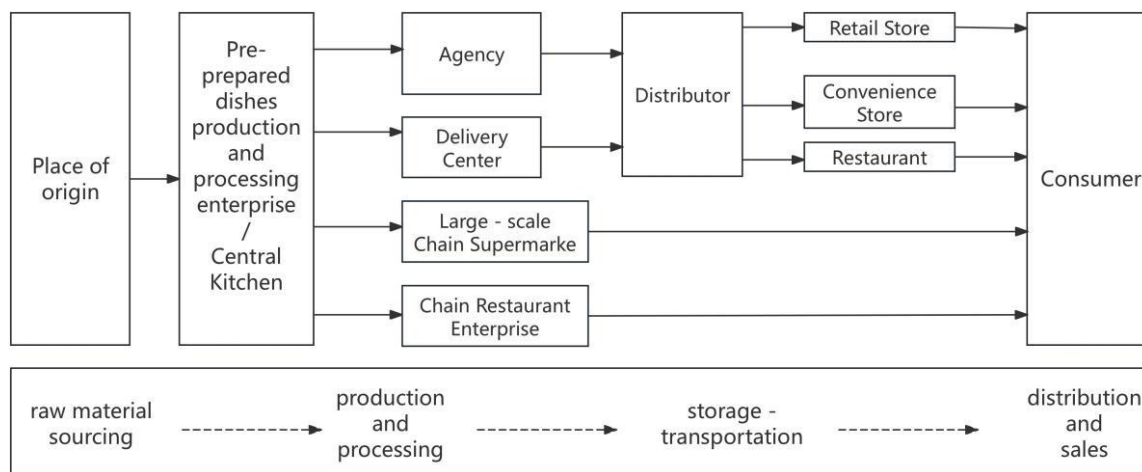 Place of
origin
Pre-
prepared
dishes
production
and
processing
enterprise
/
Central
Kitchen
Agency
Delivery
Center
Large - scale
Chain Supermarke
Chain Restaurant
Enterprise
Distributor
Retail Store
Convenience
Store
Restaurant
Consumer
raw material
sourcing
production
and
processing
storage -
transportation
distribution
and
sales